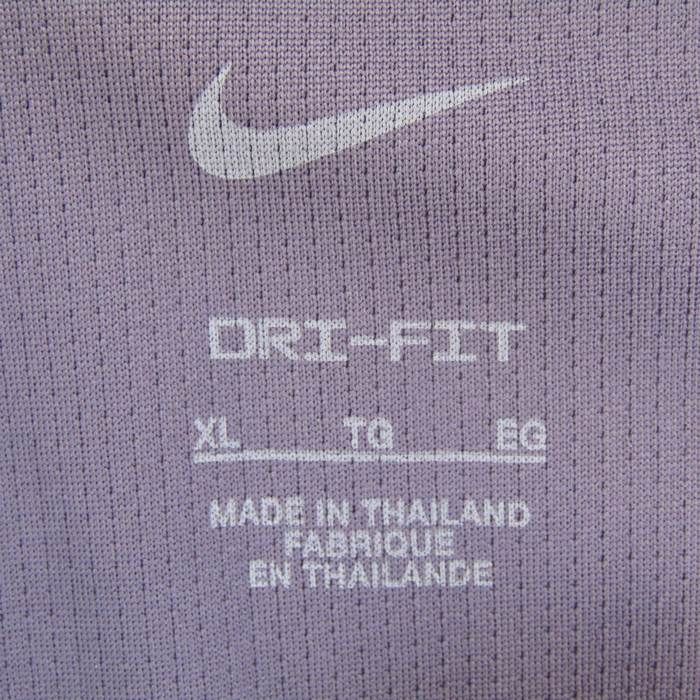 DRI-FIT
XL TG EG
MADE IN THAILAND
FABRIQUE
EN THAILANDE